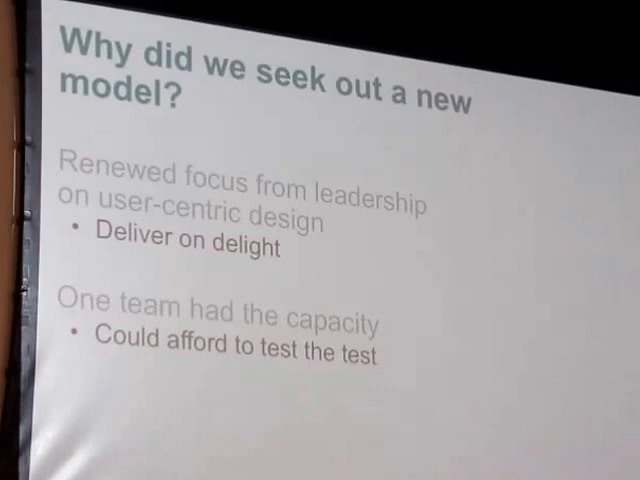 Why did we seek out a new
model?
Renewed focus from leadership
on user-centric design
• Deliver on delight
One team had the capacity
• Could afford to test the test